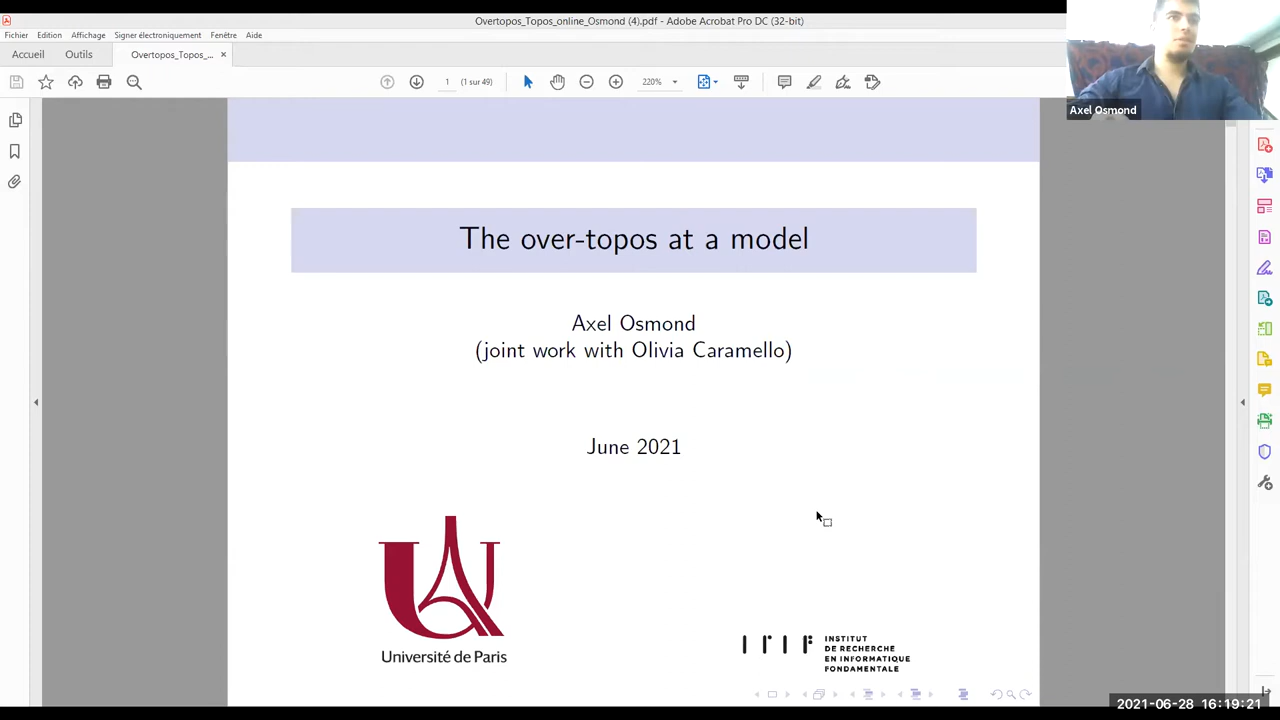 Overtopos_Topos_online_Osmond (4).pdf - Adobe Acrobat Pro DC (32-bit)
Fichier Edition Affichage Signer électroniquement Fenêtre Aide
Accueil Outils Overtopos_Topos_... ×
1 (1 sur 49) 220%
Axel Osmond
The over-topos at a model
Axel Osmond
(joint work with Olivia Caramello)
June 2021
Université de Paris
IRIF
INSTITUT
DE RECHERCHE
EN INFORMATIQUE
FONDAMENTALE
2021-06-28 16:19:21